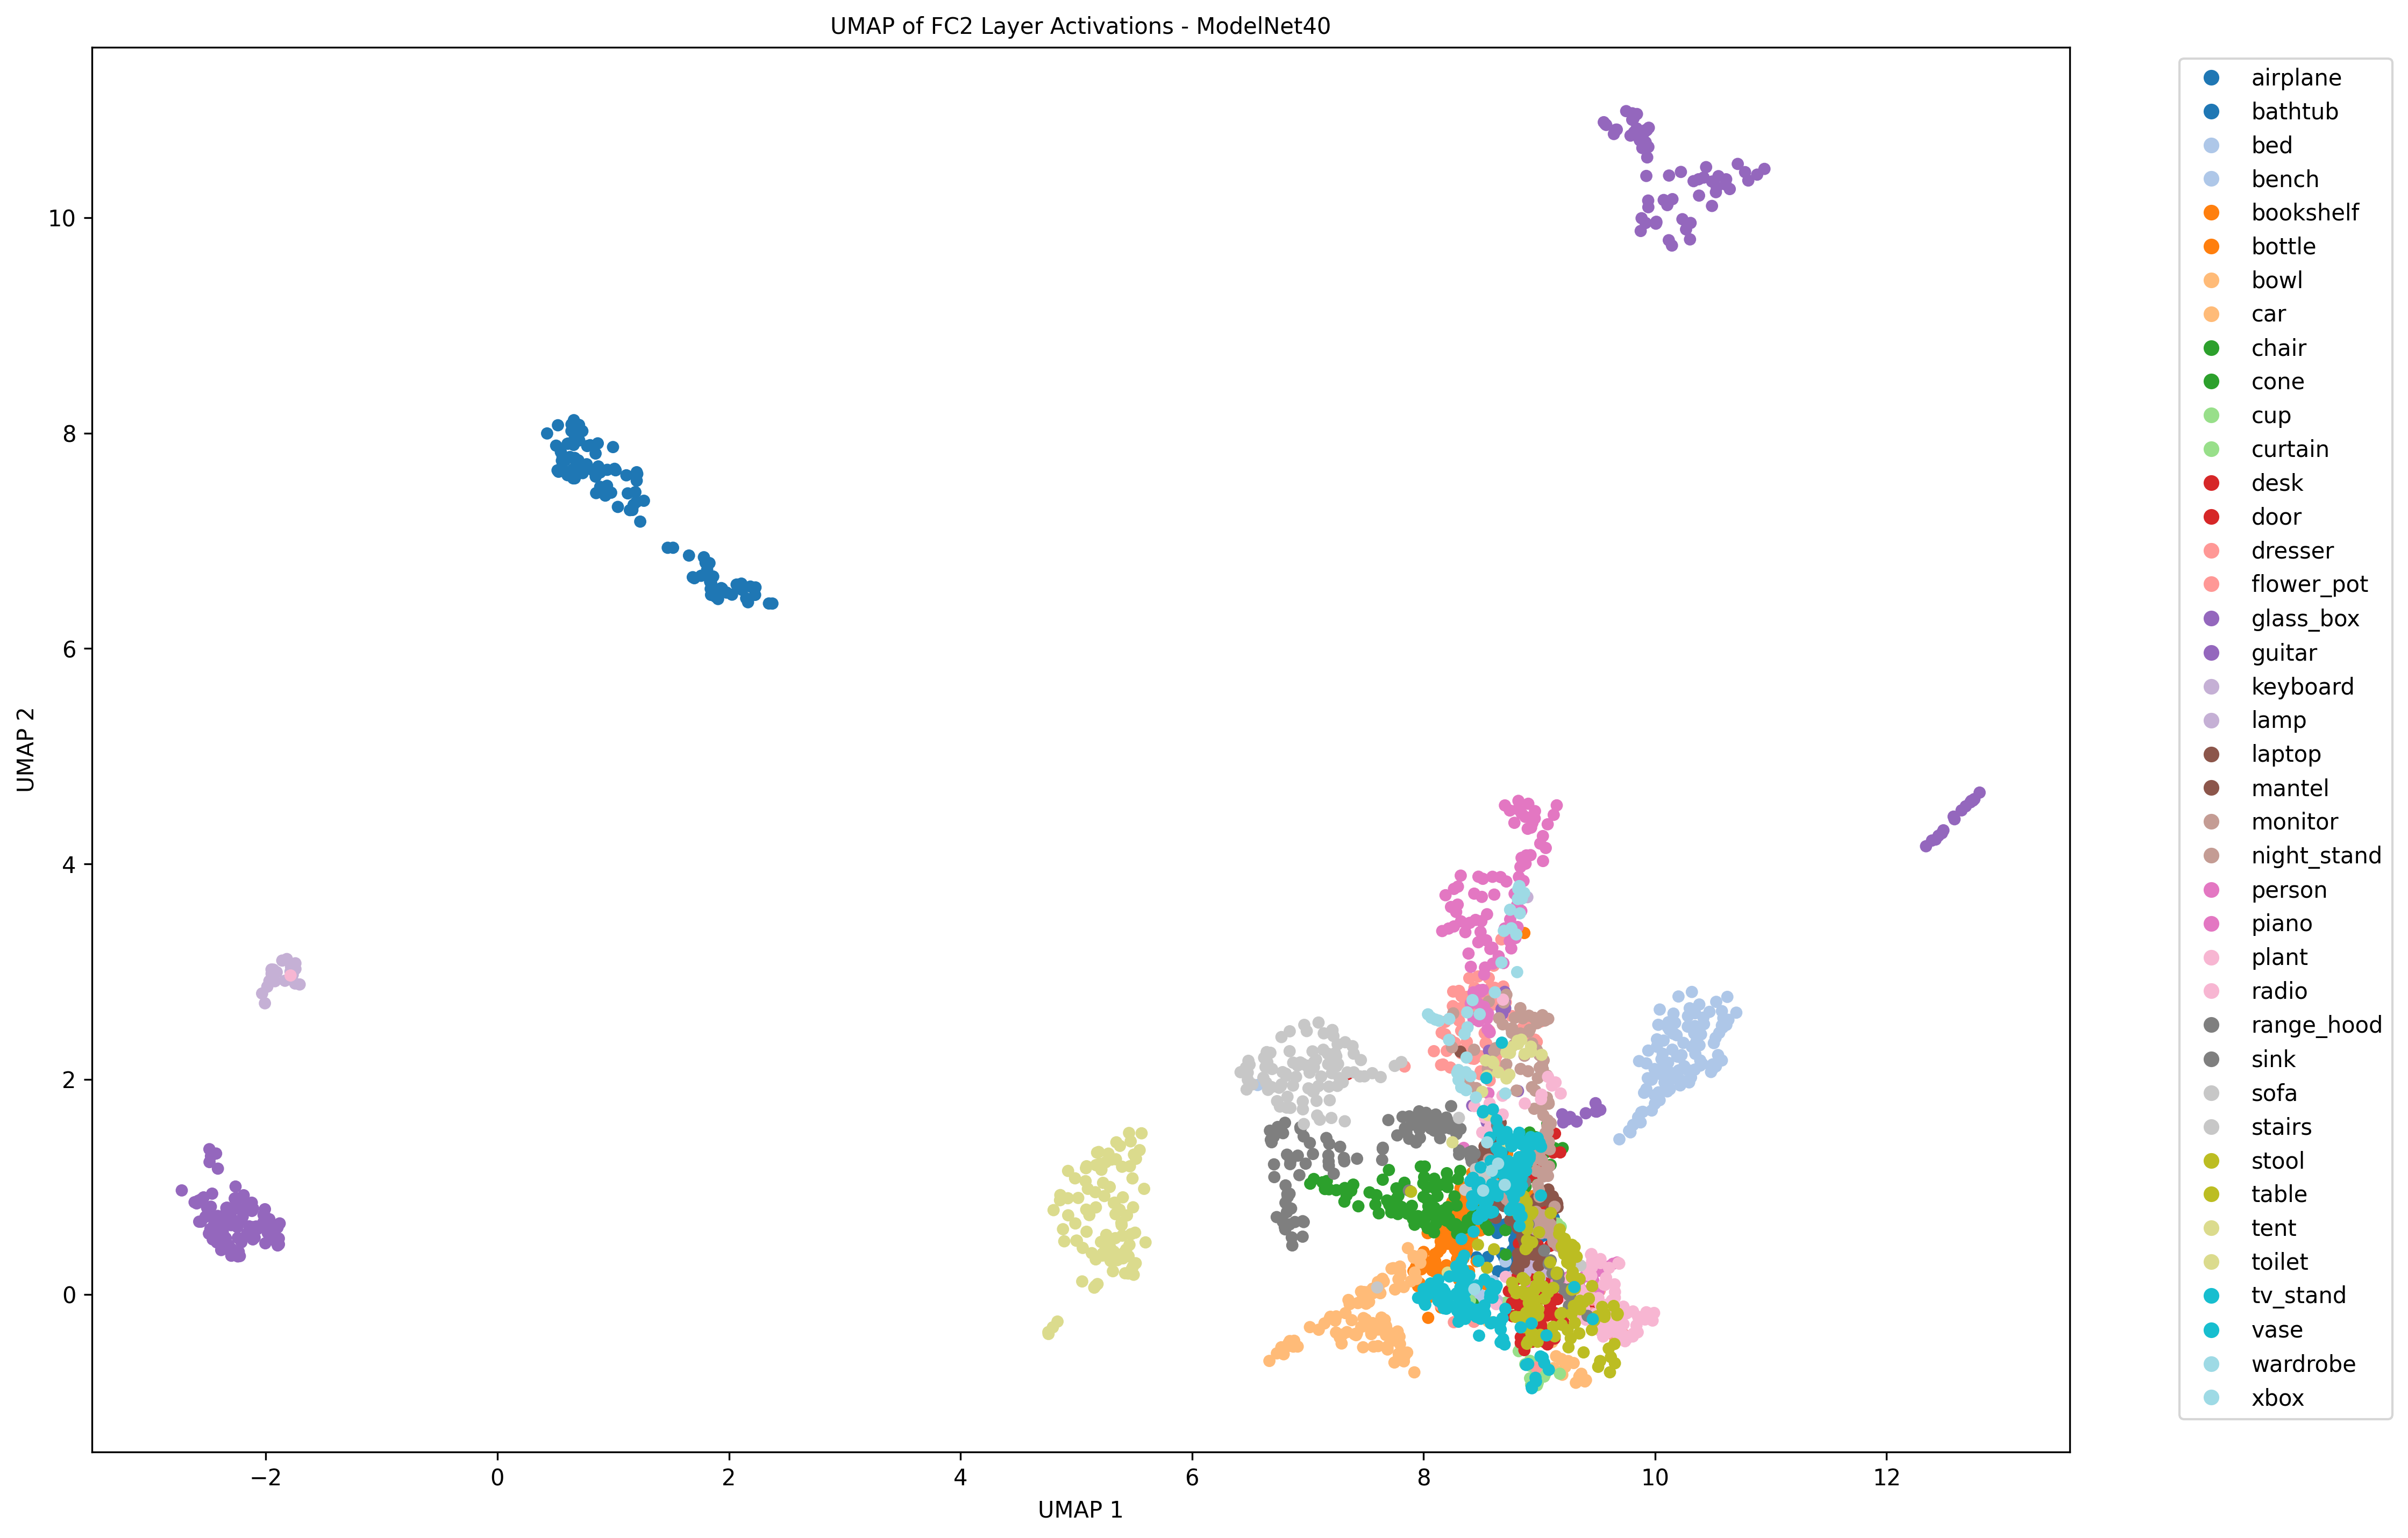 UMAP of FC2 Layer Activations - ModelNet40
UMAP 2
10
8
6
4
2
0
−2
0
2
4
6
8
10
12
UMAP 1
airplane
bathtub
bed
bench
bookshelf
bottle
bowl
car
chair
cone
cup
curtain
desk
door
dresser
flower_pot
glass_box
guitar
keyboard
lamp
laptop
mantel
monitor
night_stand
person
piano
plant
radio
range_hood
sink
sofa
stairs
stool
table
tent
toilet
tv_stand
vase
wardrobe
xbox